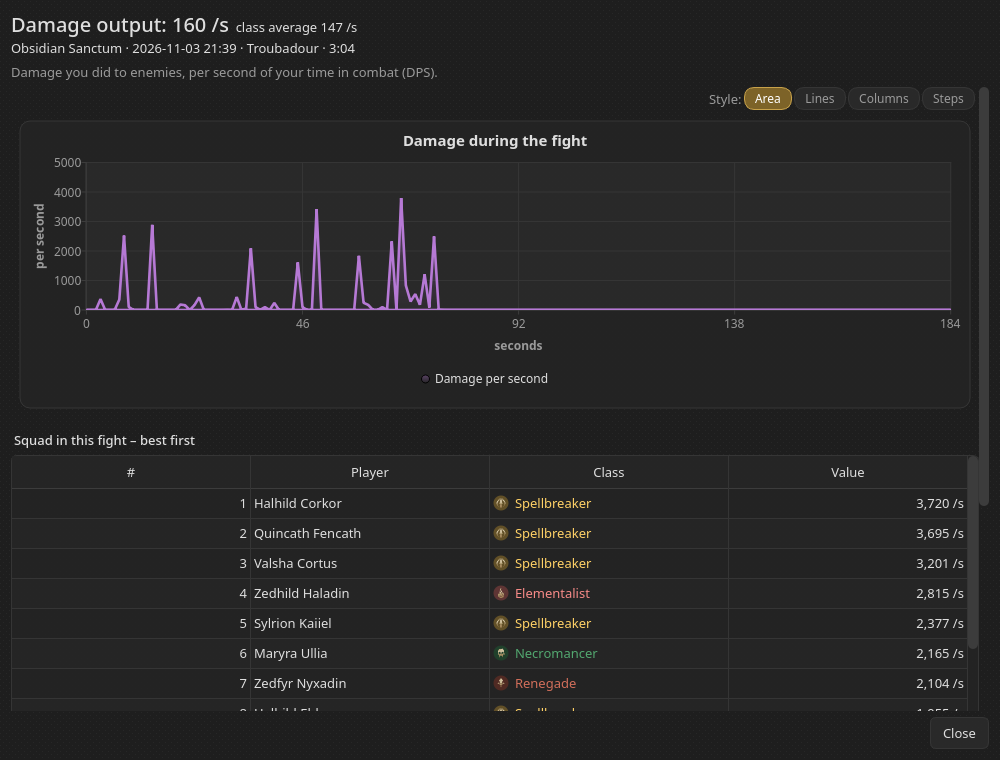 Damage output: 160 /s class average 147 /s
Obsidian Sanctum · 2026-11-03 21:39 · Troubadour · 3:04
Damage you did to enemies, per second of your time in combat (DPS).
Style: Area Lines Columns Steps
Damage during the fight
5000
4000
3000
2000
1000
0
per second
0 46 92 138 184
seconds
Damage per second
Squad in this fight – best first
# Player Class Value
1 Halhild Corkor Spellbreaker 3,720 /s
2 Quincath Fencath Spellbreaker 3,695 /s
3 Valsha Cortus Spellbreaker 3,201 /s
4 Zedhild Haladin Elementalist 2,815 /s
5 Sylrion Kaiiel Spellbreaker 2,377 /s
6 Maryra Ullia Necromancer 2,165 /s
7 Zedfyr Nyxadin Renegade 2,104 /s
Close